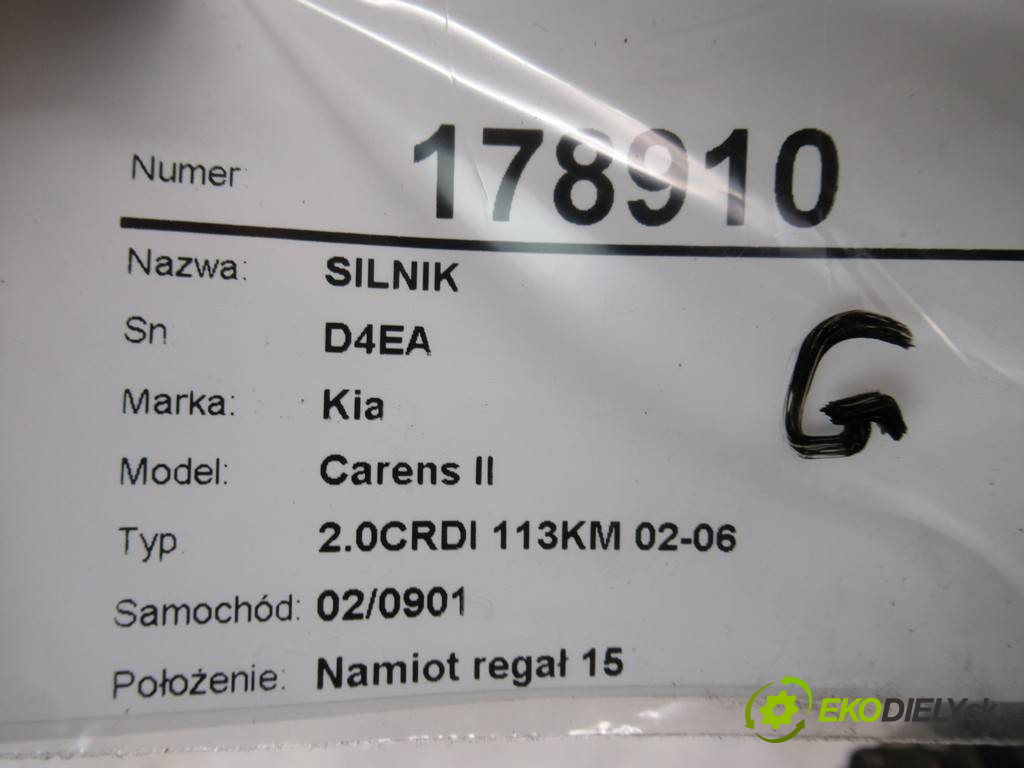 Numer 178910
Nazwa: SILNIK
Sn D4EA
Marka: Kia
G
Model: Carens II
Typ 2.0CRDI 113KM 02-06
Samochód: 02/0901
Położenie: Namiot regał 15
EKODIELY.sk